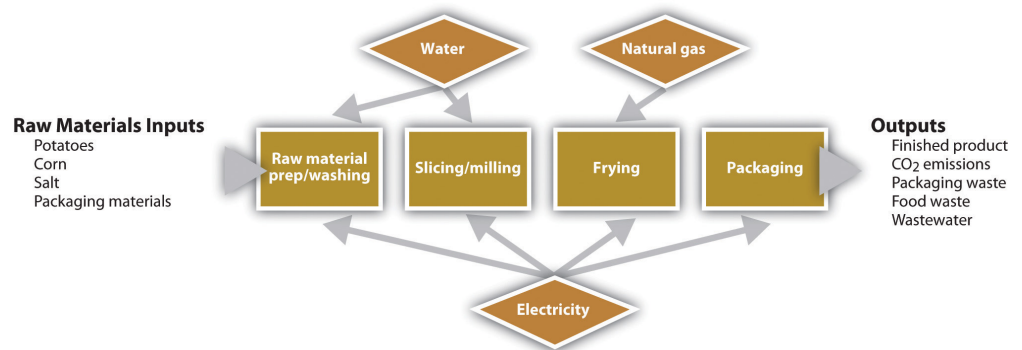 Water
Natural gas
Raw Materials Inputs
Potatoes
Corn
Salt
Packaging materials
Raw material
prep/washing
Slicing/milling
Frying
Packaging
Outputs
Finished product
CO2 emissions
Packaging waste
Food waste
Wastewater
Electricity